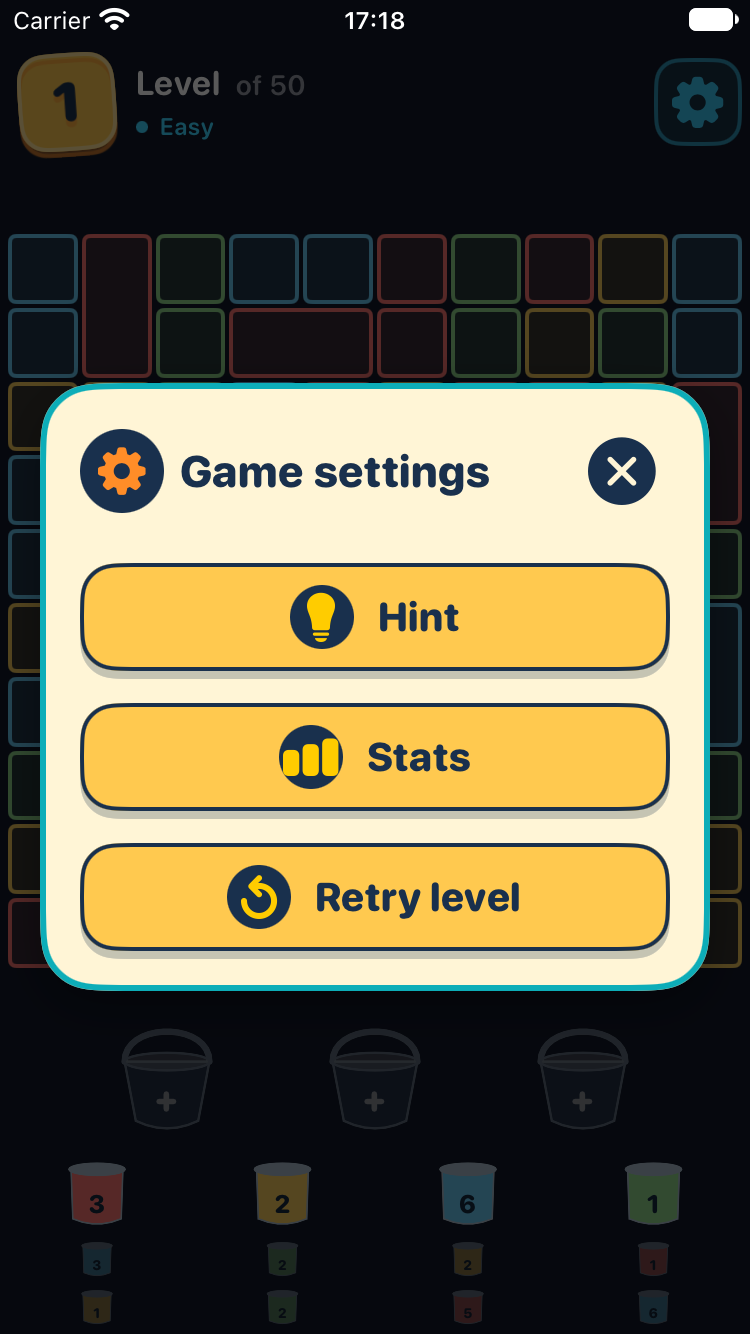 Carrier 17:18
1 Level of 50
Easy
Game settings
Hint
Stats
Retry level
+ + +
3 2 6 1
3 2 2 1
1 2 5 6